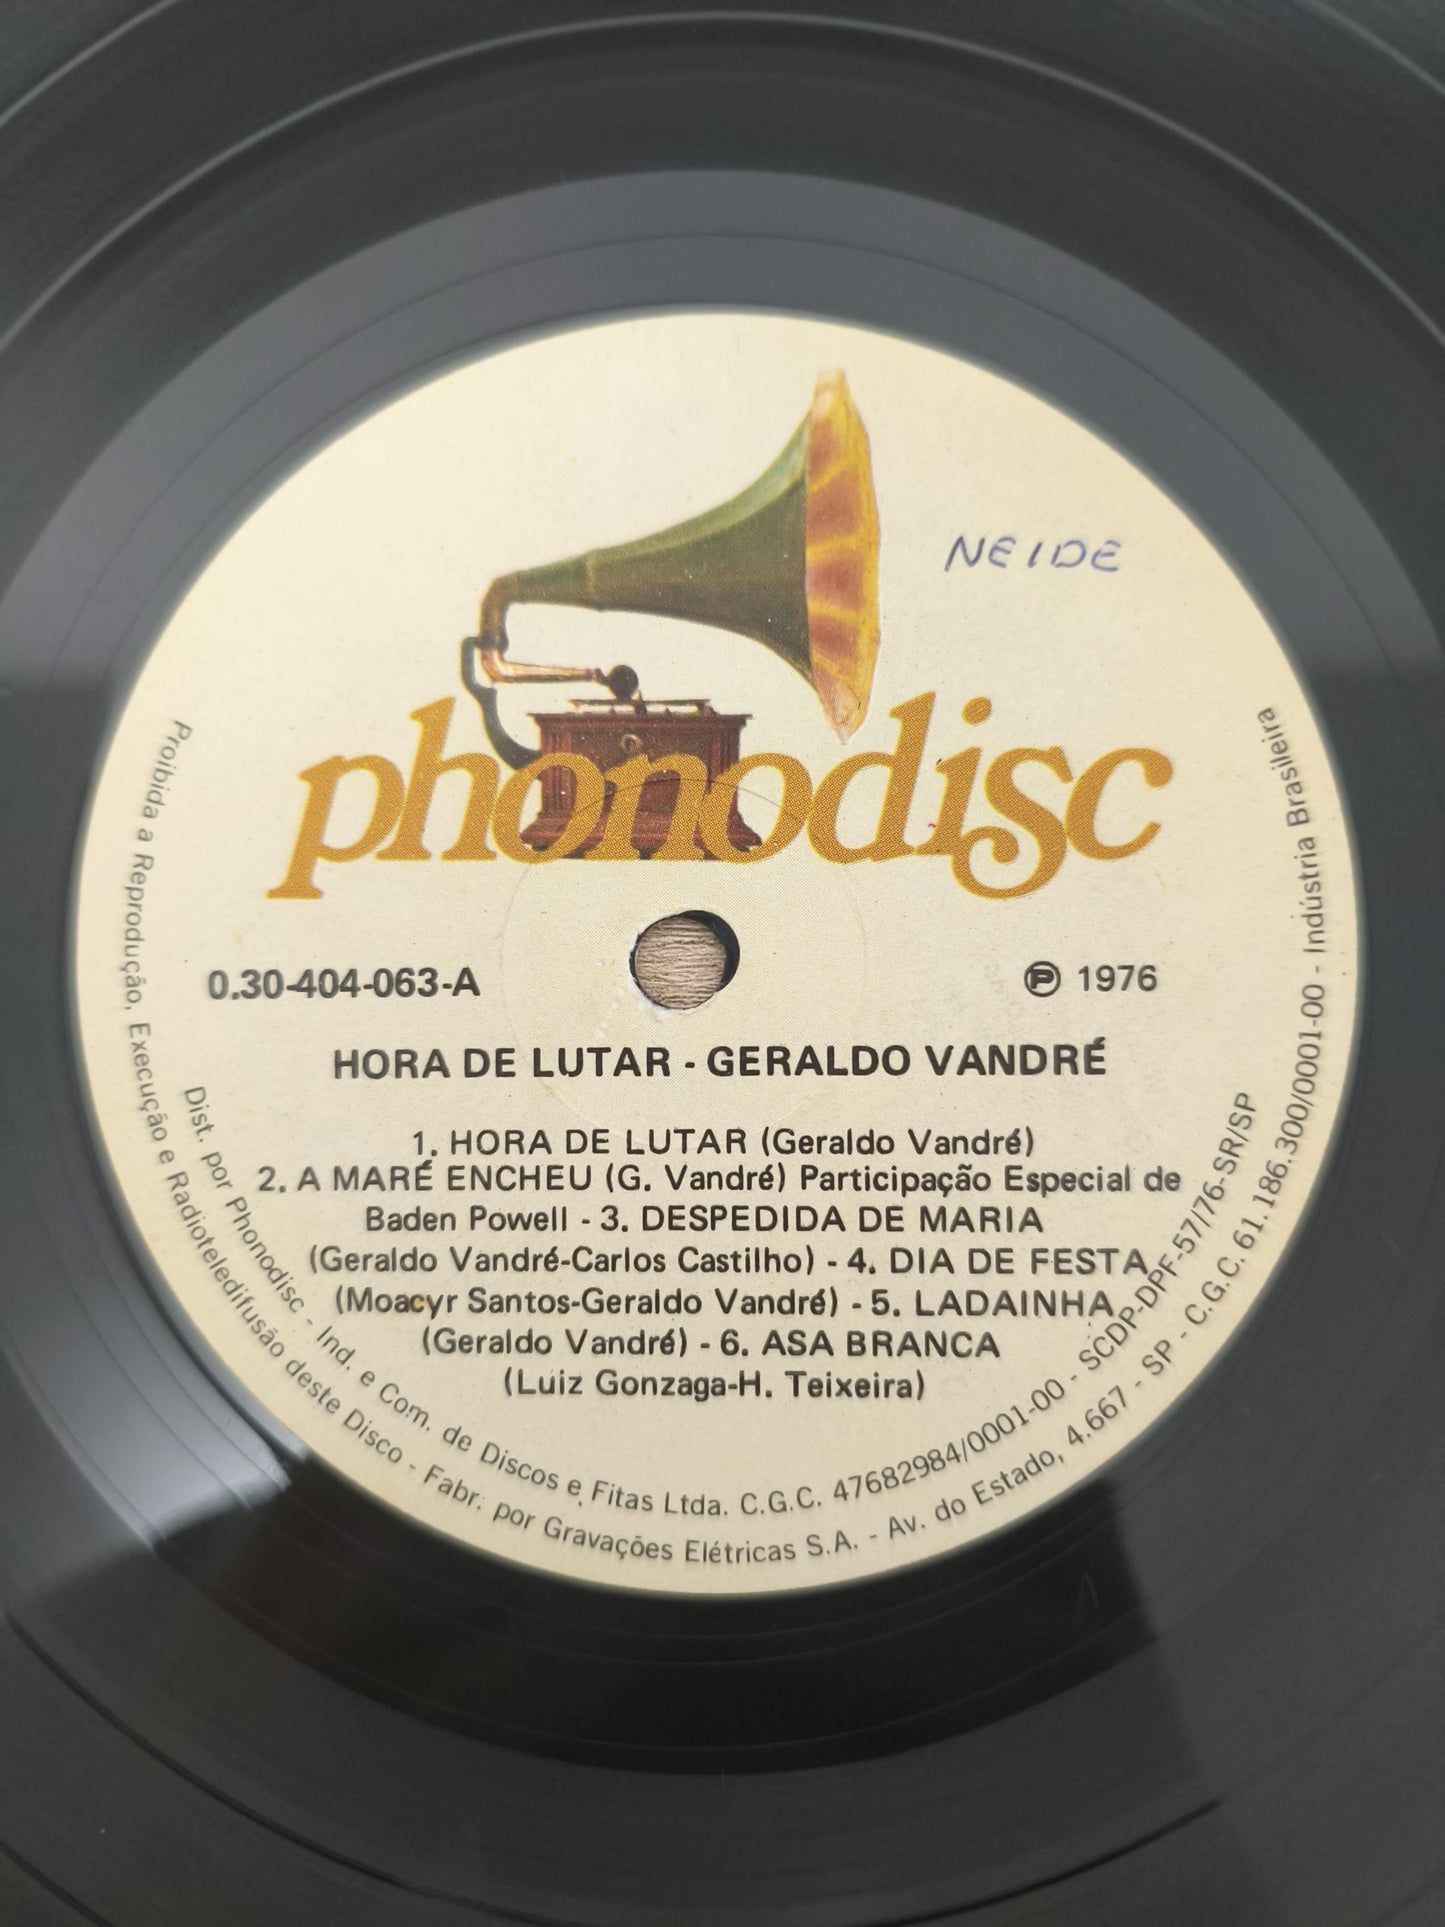 NEIDE
phonodisc
0.30-404-063-A
℗ 1976
HORA DE LUTAR - GERALDO VANDRÉ
1. HORA DE LUTAR (Geraldo Vandré)
2. A MARÉ ENCHEU (G. Vandré) Participação Especial de
Baden Powell - 3. DESPEDIDA DE MARIA
(Geraldo Vandré-Carlos Castilho) - 4. DIA DE FESTA
(Moacyr Santos-Geraldo Vandré) - 5. LADAINHA
(Geraldo Vandré) - 6. ASA BRANCA
(Luiz Gonzaga-H. Teixeira)
Dist. por Phonodisc - Ind. e Com. de Discos e Fitas Ltda. C.G.C. 47682984/0001-00 - SCDP-DPF-57/76-SR/SP
Proibida a Reprodução, Execução e Radioteledifusão deste Disco - Fabr. por Gravações Elétricas S.A. - Av. do Estado, 4.667 - SP - C.G.C. 61.186.300/0001-00 - Indústria Brasileira